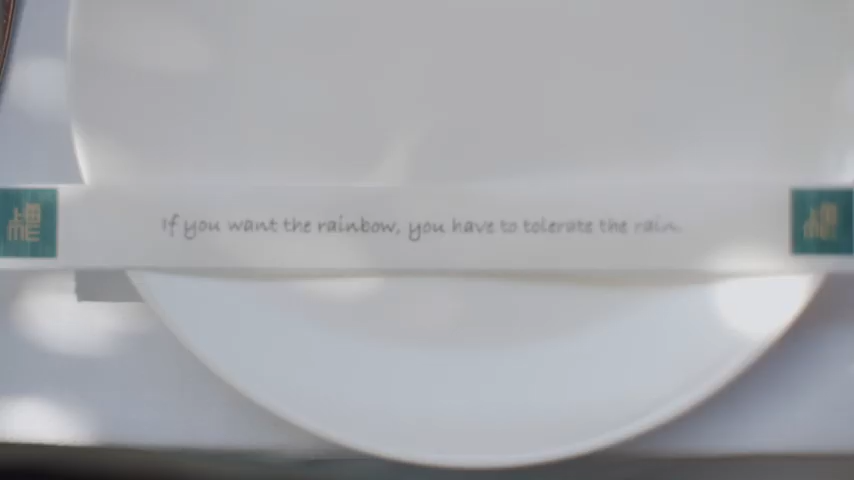 If you want the rainbow, you have to tolerate the rain.